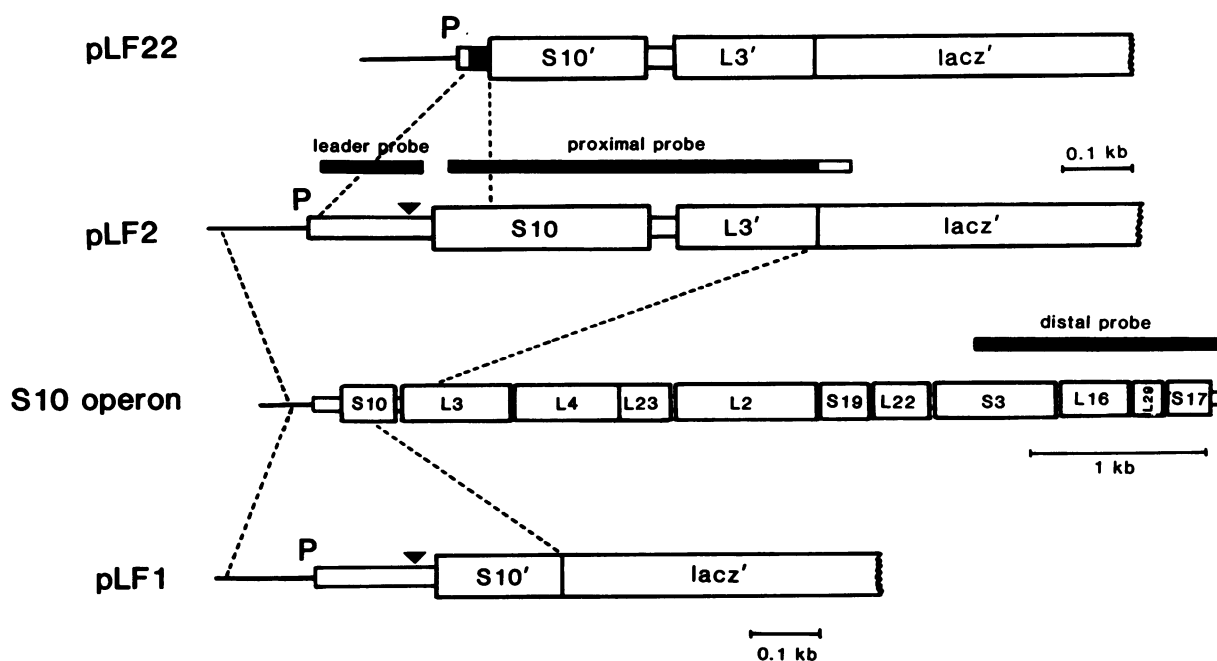 pLF22
P
S10'
L3'
lacz'
leader probe
proximal probe
0.1 kb
P
pLF2
S10
L3'
lacz'
distal probe
S10 operon
S10
L3
L4
L23
L2
S19
L22
S3
L16
L29
S17
1 kb
P
pLF1
S10'
lacz'
0.1 kb